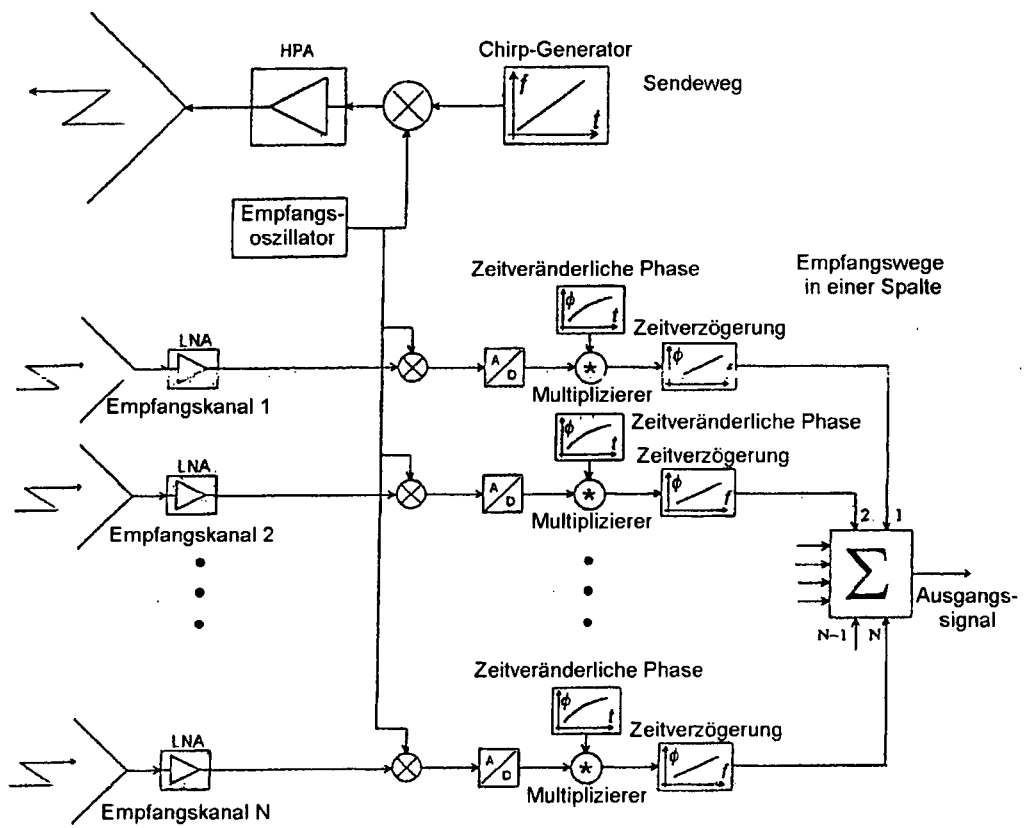 HPA
Chirp-Generator
f
t
Sendeweg
Empfangs-
oszillator
Zeitveränderliche Phase
Empfangswege
in einer Spalte
ϕ
t
Zeitverzögerung
LNA
A
D
*
ϕ
Multiplizierer
Empfangskanal 1
ϕ
t
Zeitveränderliche Phase
LNA
Zeitverzögerung
A
D
*
ϕ
f
Multiplizierer
Empfangskanal 2
2
1
Σ
Ausgangs-
signal
N-1
N
Zeitveränderliche Phase
ϕ
t
Zeitverzögerung
LNA
A
D
*
ϕ
f
Multiplizierer
Empfangskanal N